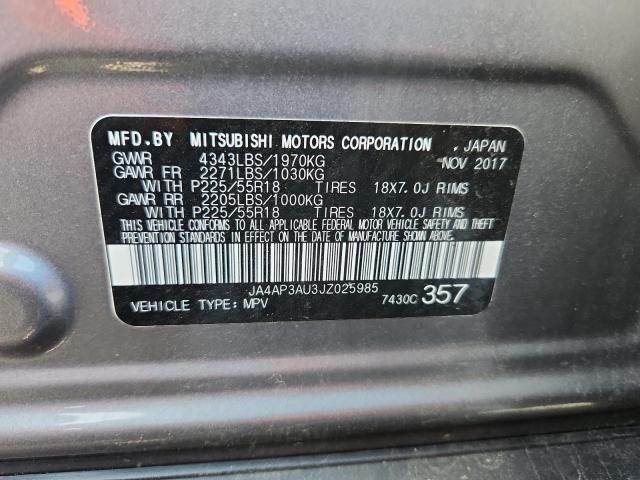 MFD.BY MITSUBISHI MOTORS CORPORATION , JAPAN
GVWR 4343LBS/1970KG NOV 2017
GAWR FR 2271LBS/1030KG
WITH P225/55R18 TIRES 18X7.0J RIMS
GAWR RR 2205LBS/1000KG
WITH P225/55R18 TIRES 18X7.0J RIMS
THIS VEHICLE CONFORMS TO ALL APPLICABLE FEDERAL MOTOR VEHICLE SAFETY AND THEFT
PREVENTION STANDARDS IN EFFECT ON THE DATE OF MANUFACTURE SHOWN ABOVE.
JA4AP3AU3JZ025985
VEHICLE TYPE: MPV 7430C 357